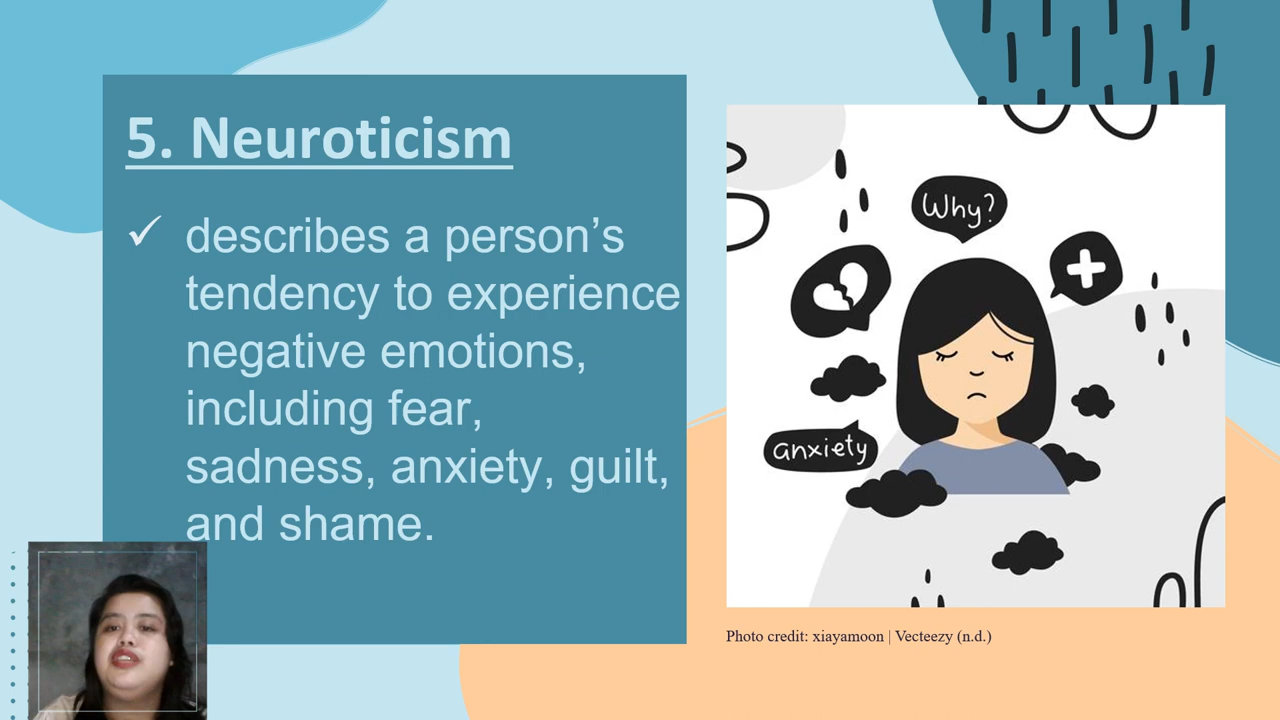 5. Neuroticism
✓ describes a person's
tendency to experience
negative emotions,
including fear,
sadness, anxiety, guilt,
and shame.
Why?
anxiety
Photo credit: xiayamoon | Vecteezy (n.d.)